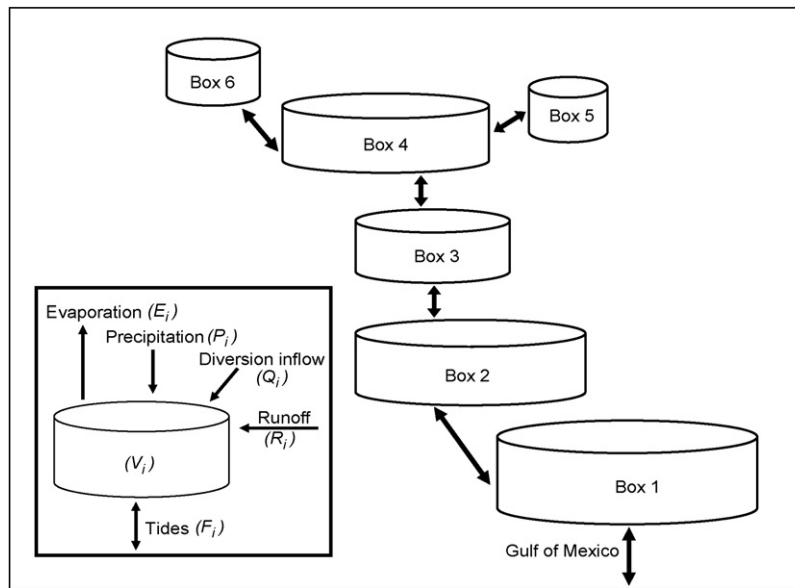 Box 6
Box 5
Box 4
Box 3
Box 2
Box 1
Gulf of Mexico
Evaporation (Ei)
Precipitation (Pi)
Diversion inflow
(Qi)
Runoff
(Ri)
(Vi)
Tides (Fi)